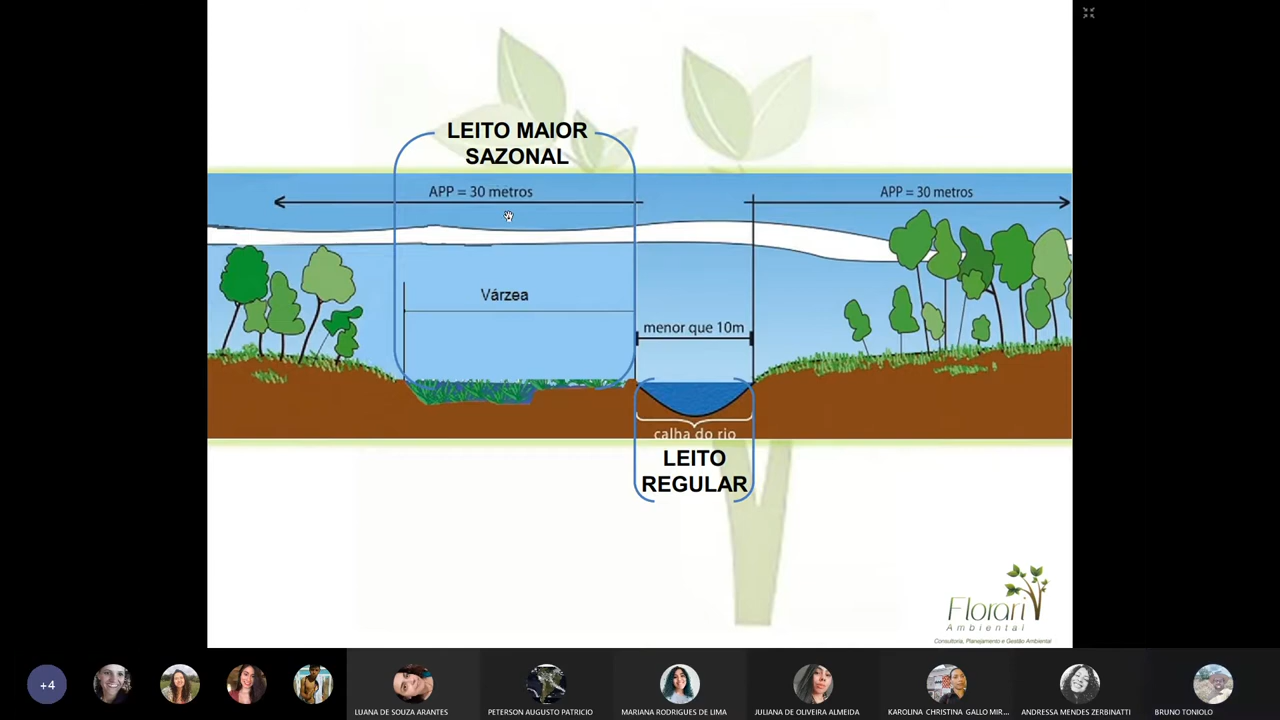 LEITO MAIOR
SAZONAL
APP = 30 metros
APP = 30 metros
Várzea
menor que 10m
calha do rio
LEITO
REGULAR
Florari
Ambiental
Consultoria, Planejamento e Gestão Ambiental
+4
LUANA DE SOUZA ARANTES
PETERSON AUGUSTO PATRICIO
MARIANA RODRIGUES DE LIMA
JULIANA DE OLIVEIRA ALMEIDA
KAROLINA CHRISTINA GALLO MIR...
ANDRESSA MENDES ZERBINATTI
BRUNO TONIOLO